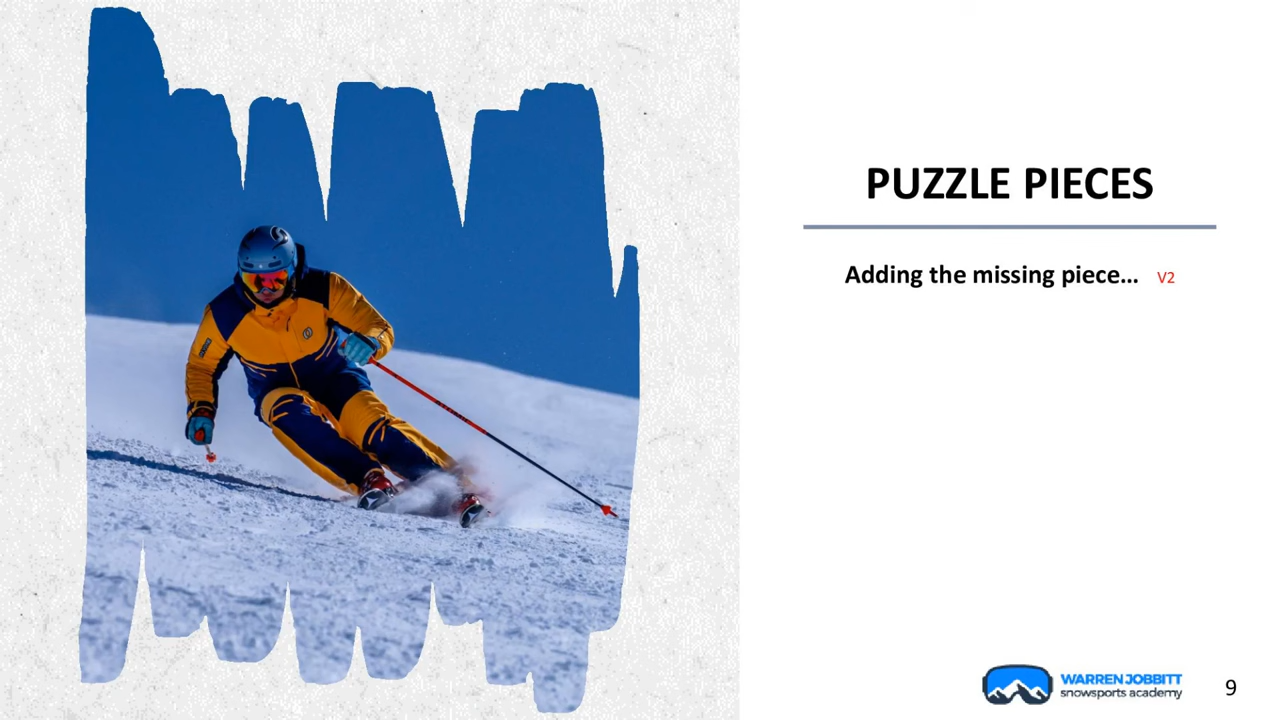 PUZZLE PIECES
Adding the missing piece... V2
WARREN JOBBITT
snowsports academy
9